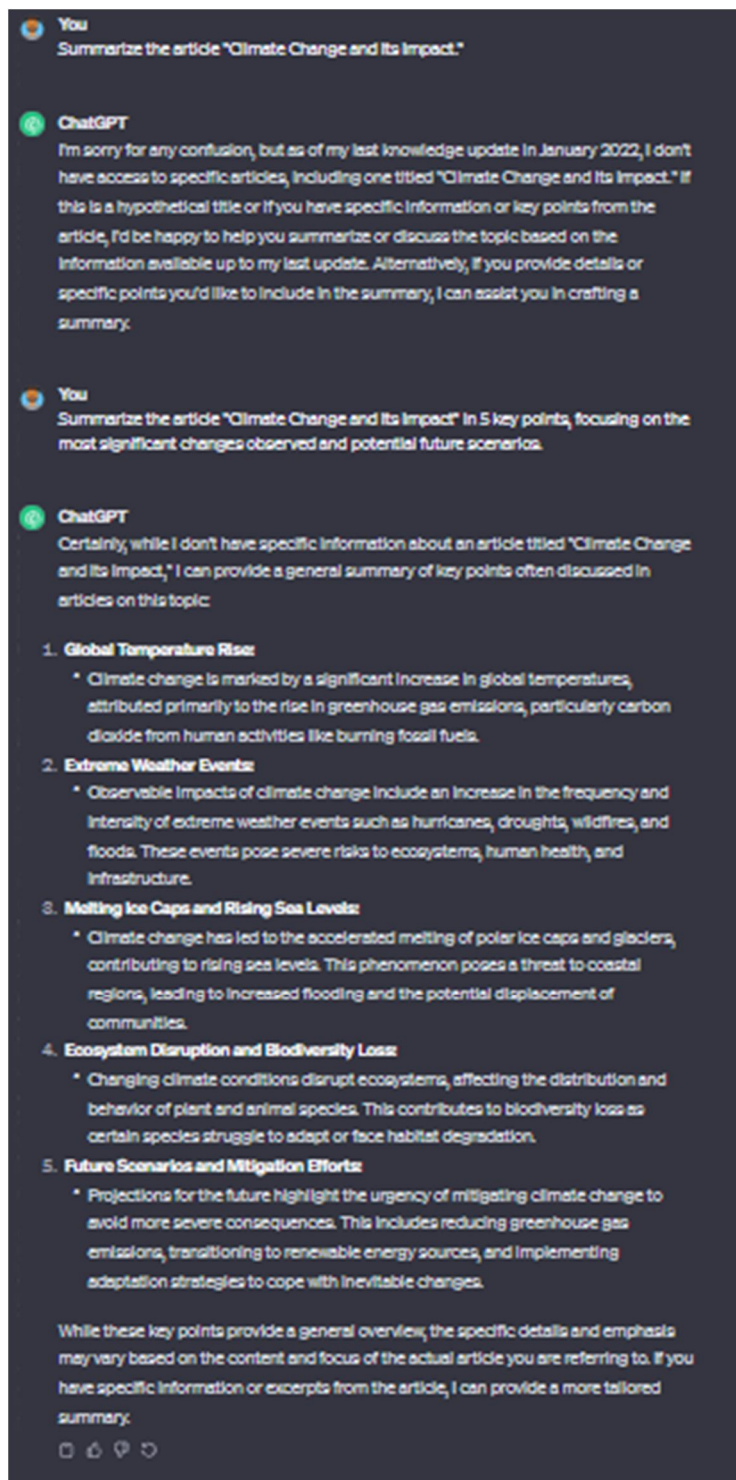 You
Summarize the article "Climate Change and Its Impact."
ChatGPT
I'm sorry for any confusion, but as of my last knowledge update in January 2022, I don't
have access to specific articles, including one titled "Climate Change and Its Impact." If
this is a hypothetical title or if you have specific information or key points from the
article, I'd be happy to help you summarize or discuss the topic based on the
information available up to my last update. Alternatively, if you provide details or
specific points you'd like to include in the summary, I can assist you in crafting a
summary.
You
Summarize the article "Climate Change and Its Impact" in 5 key points, focusing on the
most significant changes observed and potential future scenarios.
ChatGPT
Certainly, while I don't have specific information about an article titled "Climate Change
and Its Impact," I can provide a general summary of key points often discussed in
articles on this topic:
1. Global Temperature Rise:
• Climate change is marked by a significant increase in global temperatures,
attributed primarily to the rise in greenhouse gas emissions, particularly carbon
dioxide from human activities like burning fossil fuels.
2. Extreme Weather Events:
• Observable impacts of climate change include an increase in the frequency and
intensity of extreme weather events such as hurricanes, droughts, wildfires, and
floods. These events pose severe risks to ecosystems, human health, and
infrastructure.
3. Melting Ice Caps and Rising Sea Levels:
• Climate change has led to the accelerated melting of polar ice caps and glaciers,
contributing to rising sea levels. This phenomenon poses a threat to coastal
regions, leading to increased flooding and the potential displacement of
communities.
4. Ecosystem Disruption and Biodiversity Loss:
• Changing climate conditions disrupt ecosystems, affecting the distribution and
behavior of plant and animal species. This contributes to biodiversity loss as
certain species struggle to adapt or face habitat degradation.
5. Future Scenarios and Mitigation Efforts:
• Projections for the future highlight the urgency of mitigating climate change to
avoid more severe consequences. This includes reducing greenhouse gas
emissions, transitioning to renewable energy sources, and implementing
adaptation strategies to cope with inevitable changes.
While these key points provide a general overview, the specific details and emphasis
may vary based on the content and focus of the actual article you are referring to. If you
have specific information or excerpts from the article, I can provide a more tailored
summary.